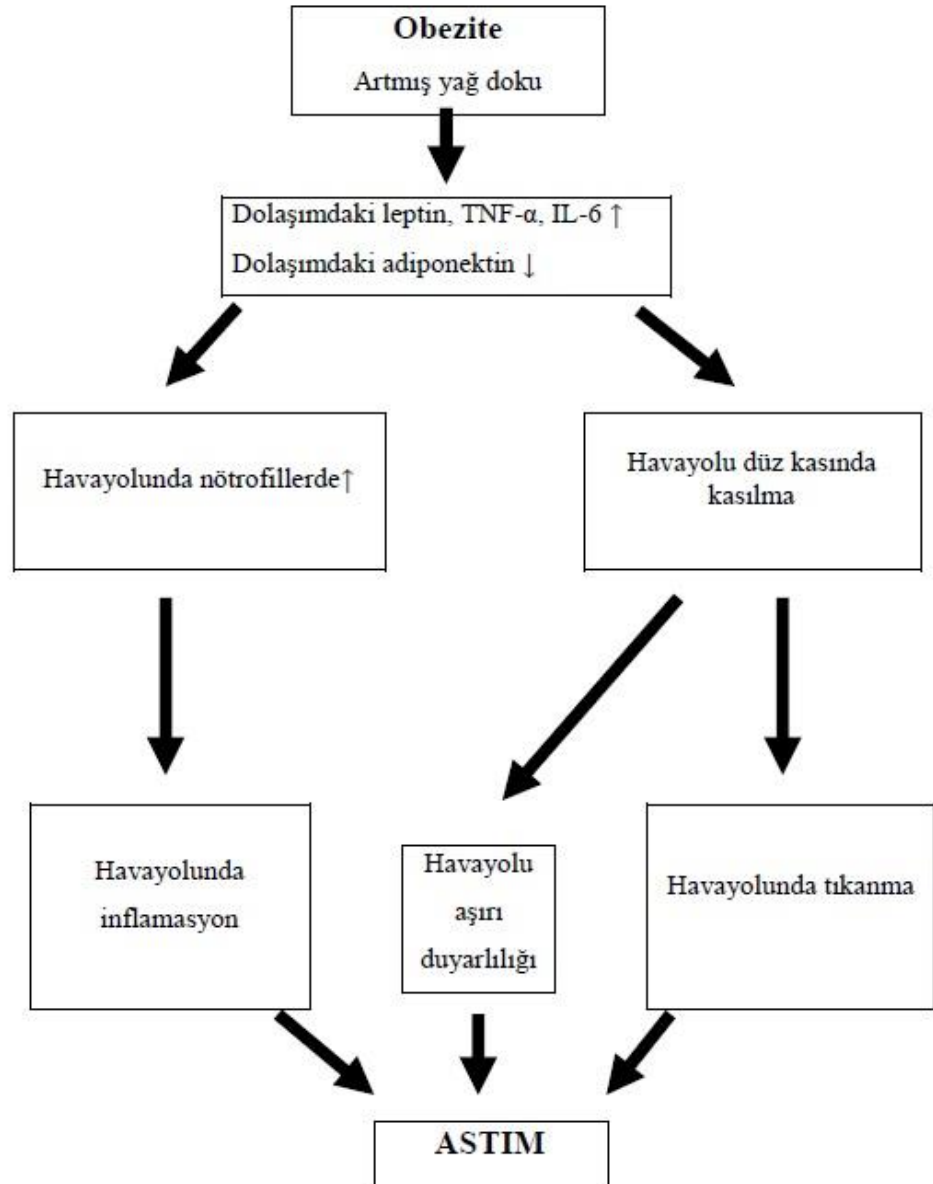 Obezite
Artmış yağ doku
Dolaşımdaki leptin, TNF-α, IL-6 ↑
Dolaşımdaki adiponektin ↓
Havayolunda nötrofillerde↑
Havayolu düz kasında
kasılma
Havayolunda
inflamasyon
Havayolu
aşırı
duyarlılığı
Havayolunda tıkanma
ASTIM